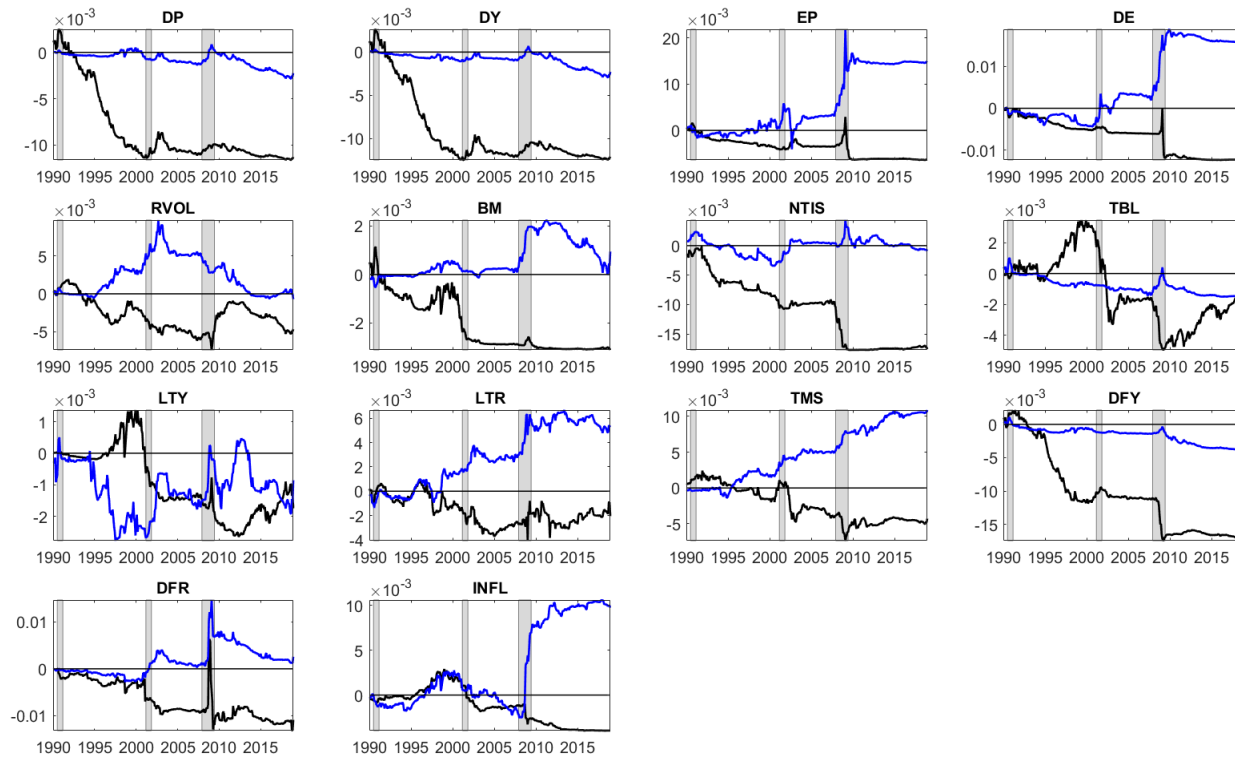 DP DY EP DE
×10⁻³ ×10⁻³
0 -5 -10
0 -5 -10
20 10 0
0.01 0 -0.01
1990 1995 2000 2005 2010 2015 1990 1995 2000 2005 2010 2015 1990 1995 2000 2005 2010 2015 1990 1995 2000 2005 2010 2015
RVOL BM NTIS TBL
×10⁻³ ×10⁻³ ×10⁻³ ×10⁻³
5 0 -5
2 0 -2
0 -5 -10 -15
2 0 -2 -4
1990 1995 2000 2005 2010 2015 1990 1995 2000 2005 2010 2015 1990 1995 2000 2005 2010 2015 1990 1995 2000 2005 2010 2015
LTY LTR TMS DFY
×10⁻³ ×10⁻³ ×10⁻³ ×10⁻³
1 0 -1 -2
6 4 2 0 -2 -4
10 5 0 -5
0 -5 -10 -15
1990 1995 2000 2005 2010 2015 1990 1995 2000 2005 2010 2015 1990 1995 2000 2005 2010 2015 1990 1995 2000 2005 2010 2015
DFR INFL
×10⁻³
0.01 0 -0.01
10 5 0
1990 1995 2000 2005 2010 2015 1990 1995 2000 2005 2010 2015